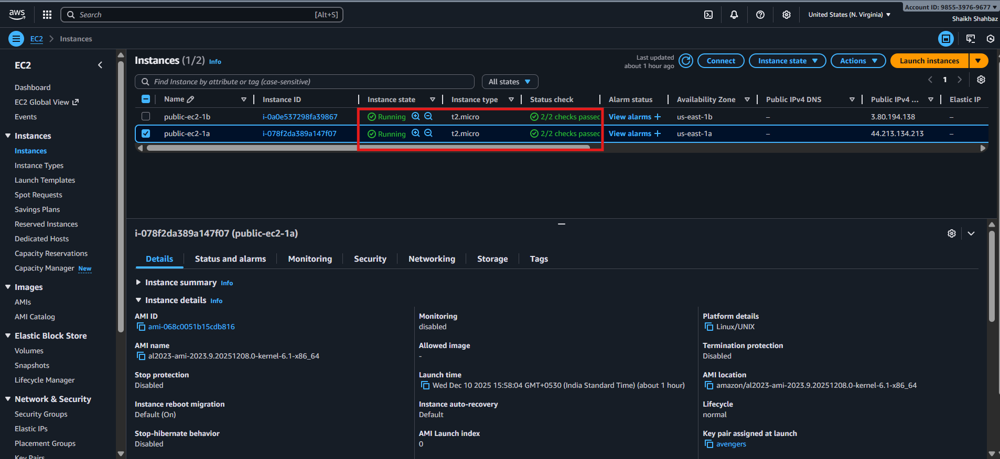 aws
Search [Alt+S]
United States (N. Virginia)
Account ID: 9855-3976-9677
Shaikh Shahbaz
EC2 Instances
EC2
Dashboard
EC2 Global View
Events
Instances
Instances
Instance Types
Launch Templates
Spot Requests
Savings Plans
Reserved Instances
Dedicated Hosts
Capacity Reservations
Capacity Manager New
Images
AMIs
AMI Catalog
Elastic Block Store
Volumes
Snapshots
Lifecycle Manager
Network & Security
Security Groups
Elastic IPs
Placement Groups
Key Pairs
Instances (1/2) Info
Last updated
about 1 hour ago
Connect
Instance state
Actions
Launch instances
Find Instance by attribute or tag (case-sensitive)
All states
1
Name Instance ID Instance state Instance type Status check Alarm status Availability Zone Public IPv4 DNS Public IPv4 ... Elastic IP
public-ec2-1b i-0a0e537298fa39867 Running t2.micro 2/2 checks passed View alarms + us-east-1b – 3.80.194.138 –
public-ec2-1a i-078f2da389a147f07 Running t2.micro 2/2 checks passed View alarms + us-east-1a – 44.213.134.213 –
i-078f2da389a147f07 (public-ec2-1a)
Details Status and alarms Monitoring Security Networking Storage Tags
Instance summary Info
Instance details Info
AMI ID
ami-068c0051b15cdb816
AMI name
al2023-ami-2023.9.20251208.0-kernel-6.1-x86_64
Stop protection
Disabled
Instance reboot migration
Default (On)
Stop-hibernate behavior
Disabled
Monitoring
disabled
Allowed image
-
Launch time
Wed Dec 10 2025 15:58:04 GMT+0530 (India Standard Time) (about 1 hour)
Instance auto-recovery
Default
AMI Launch index
0
Platform details
Linux/UNIX
Termination protection
Disabled
AMI location
amazon/al2023-ami-2023.9.20251208.0-kernel-6.1-x86_64
Lifecycle
normal
Key pair assigned at launch
avengers